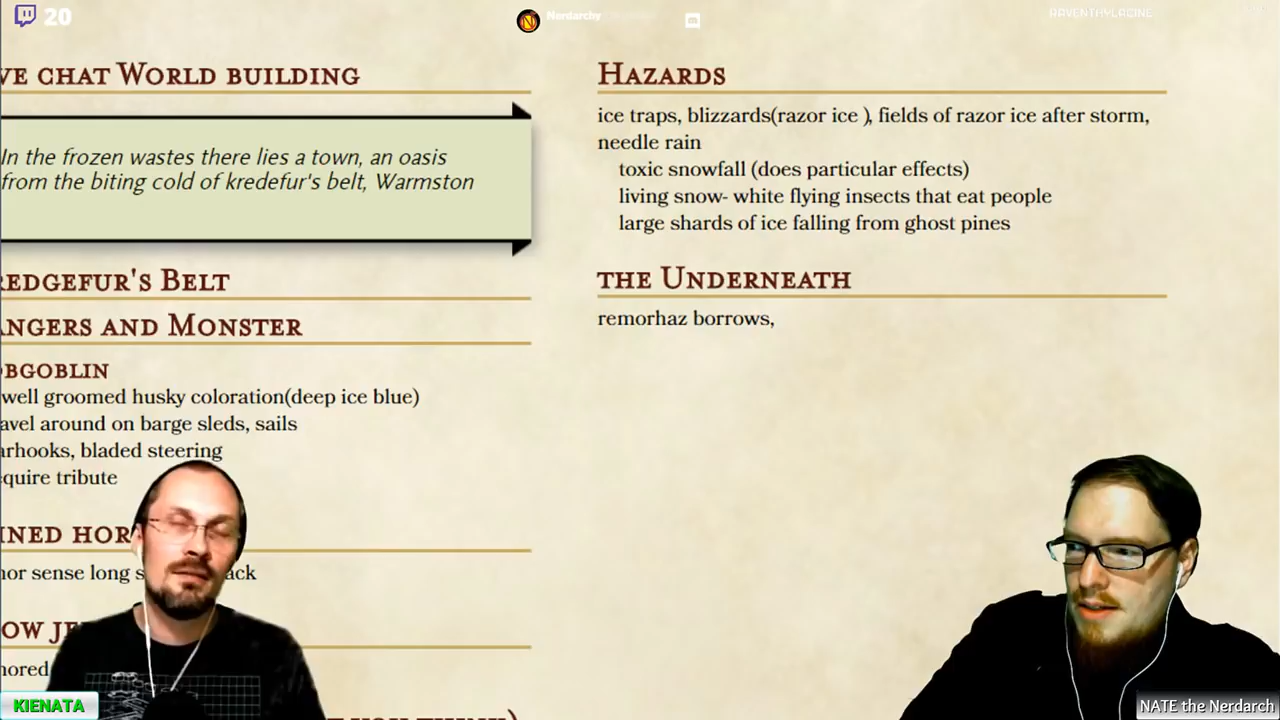 20
Nerdarchy
RAVENTHYLACINE
VE CHAT WORLD BUILDING
In the frozen wastes there lies a town, an oasis
from the biting cold of kredefur's belt, Warmston
REDGEFUR'S BELT
ANGERS AND MONSTER
OBGOBLIN
well groomed husky coloration(deep ice blue)
avel around on barge sleds, sails
arhooks, bladed steering
equire tribute
INED HOR
nor sense long s ack
OW JE
nored
T YOU THINK)
HAZARDS
ice traps, blizzards(razor ice ), fields of razor ice after storm,
needle rain
toxic snowfall (does particular effects)
living snow- white flying insects that eat people
large shards of ice falling from ghost pines
THE UNDERNEATH
remorhaz borrows,
KIENATA
NATE the Nerdarch